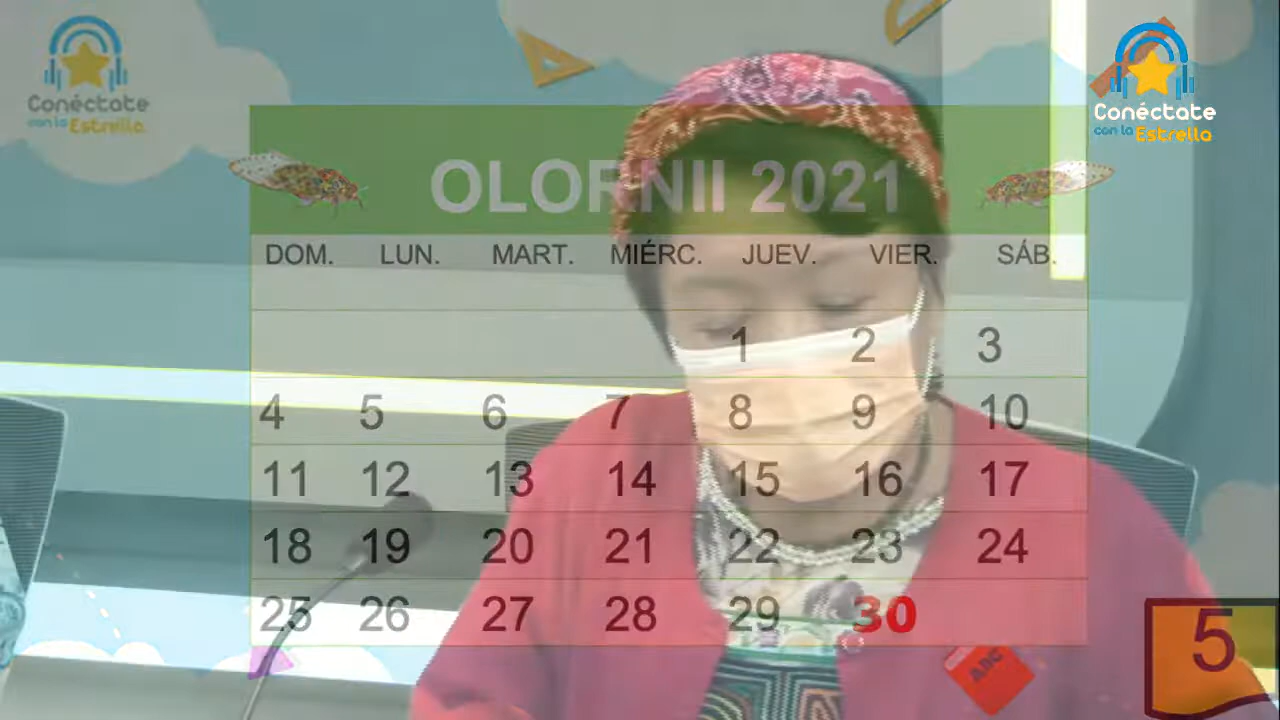 Conéctate
con la Estrella
Conéctate
con la Estrella
OLORNII 2021
DOM. LUN. MART. MIÉRC. JUEV. VIER. SÁB.
1 2 3
4 5 6 7 8 9 10
11 12 13 14 15 16 17
18 19 20 21 22 23 24
25 26 27 28 29 30
ABC
5